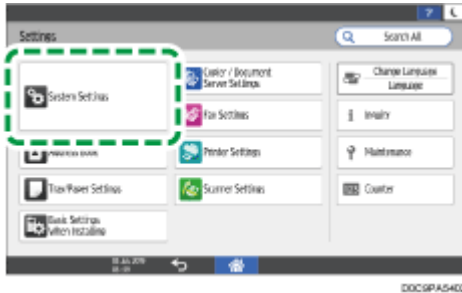 ?
Settings
Search All
System Settings
Copier / Document
Server Settings
Change Language
Language
Fax Settings
i Inquiry
Address Book
Printer Settings
Maintenance
Tray/Paper Settings
Scanner Settings
Counter
Basic Settings
When Installing
D0C9PA5402